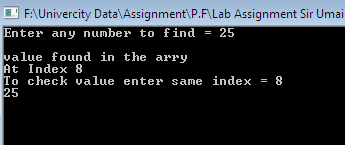 F:\Univercity Data\Assignment\P.F\Lab Assignment Sir Umai
Enter any number to find = 25
value found in the arry
At Index 8
To check value enter same index = 8
25